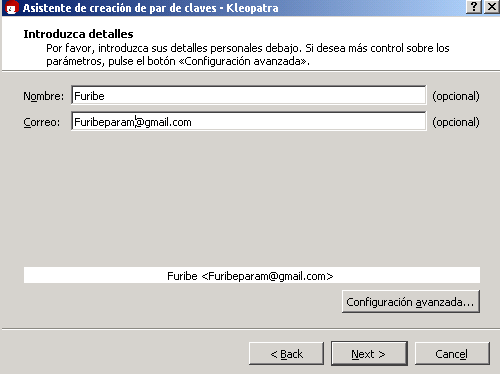 Asistente de creación de par de claves - Kleopatra
Introduzca detalles
Por favor, introduzca sus detalles personales debajo. Si desea más control sobre los
parámetros, pulse el botón «Configuración avanzada».
Nombre: Furibe (opcional)
Correo: Furibeparam@gmail.com (opcional)
Furibe <Furibeparam@gmail.com>
Configuración avanzada...
< Back Next > Cancel